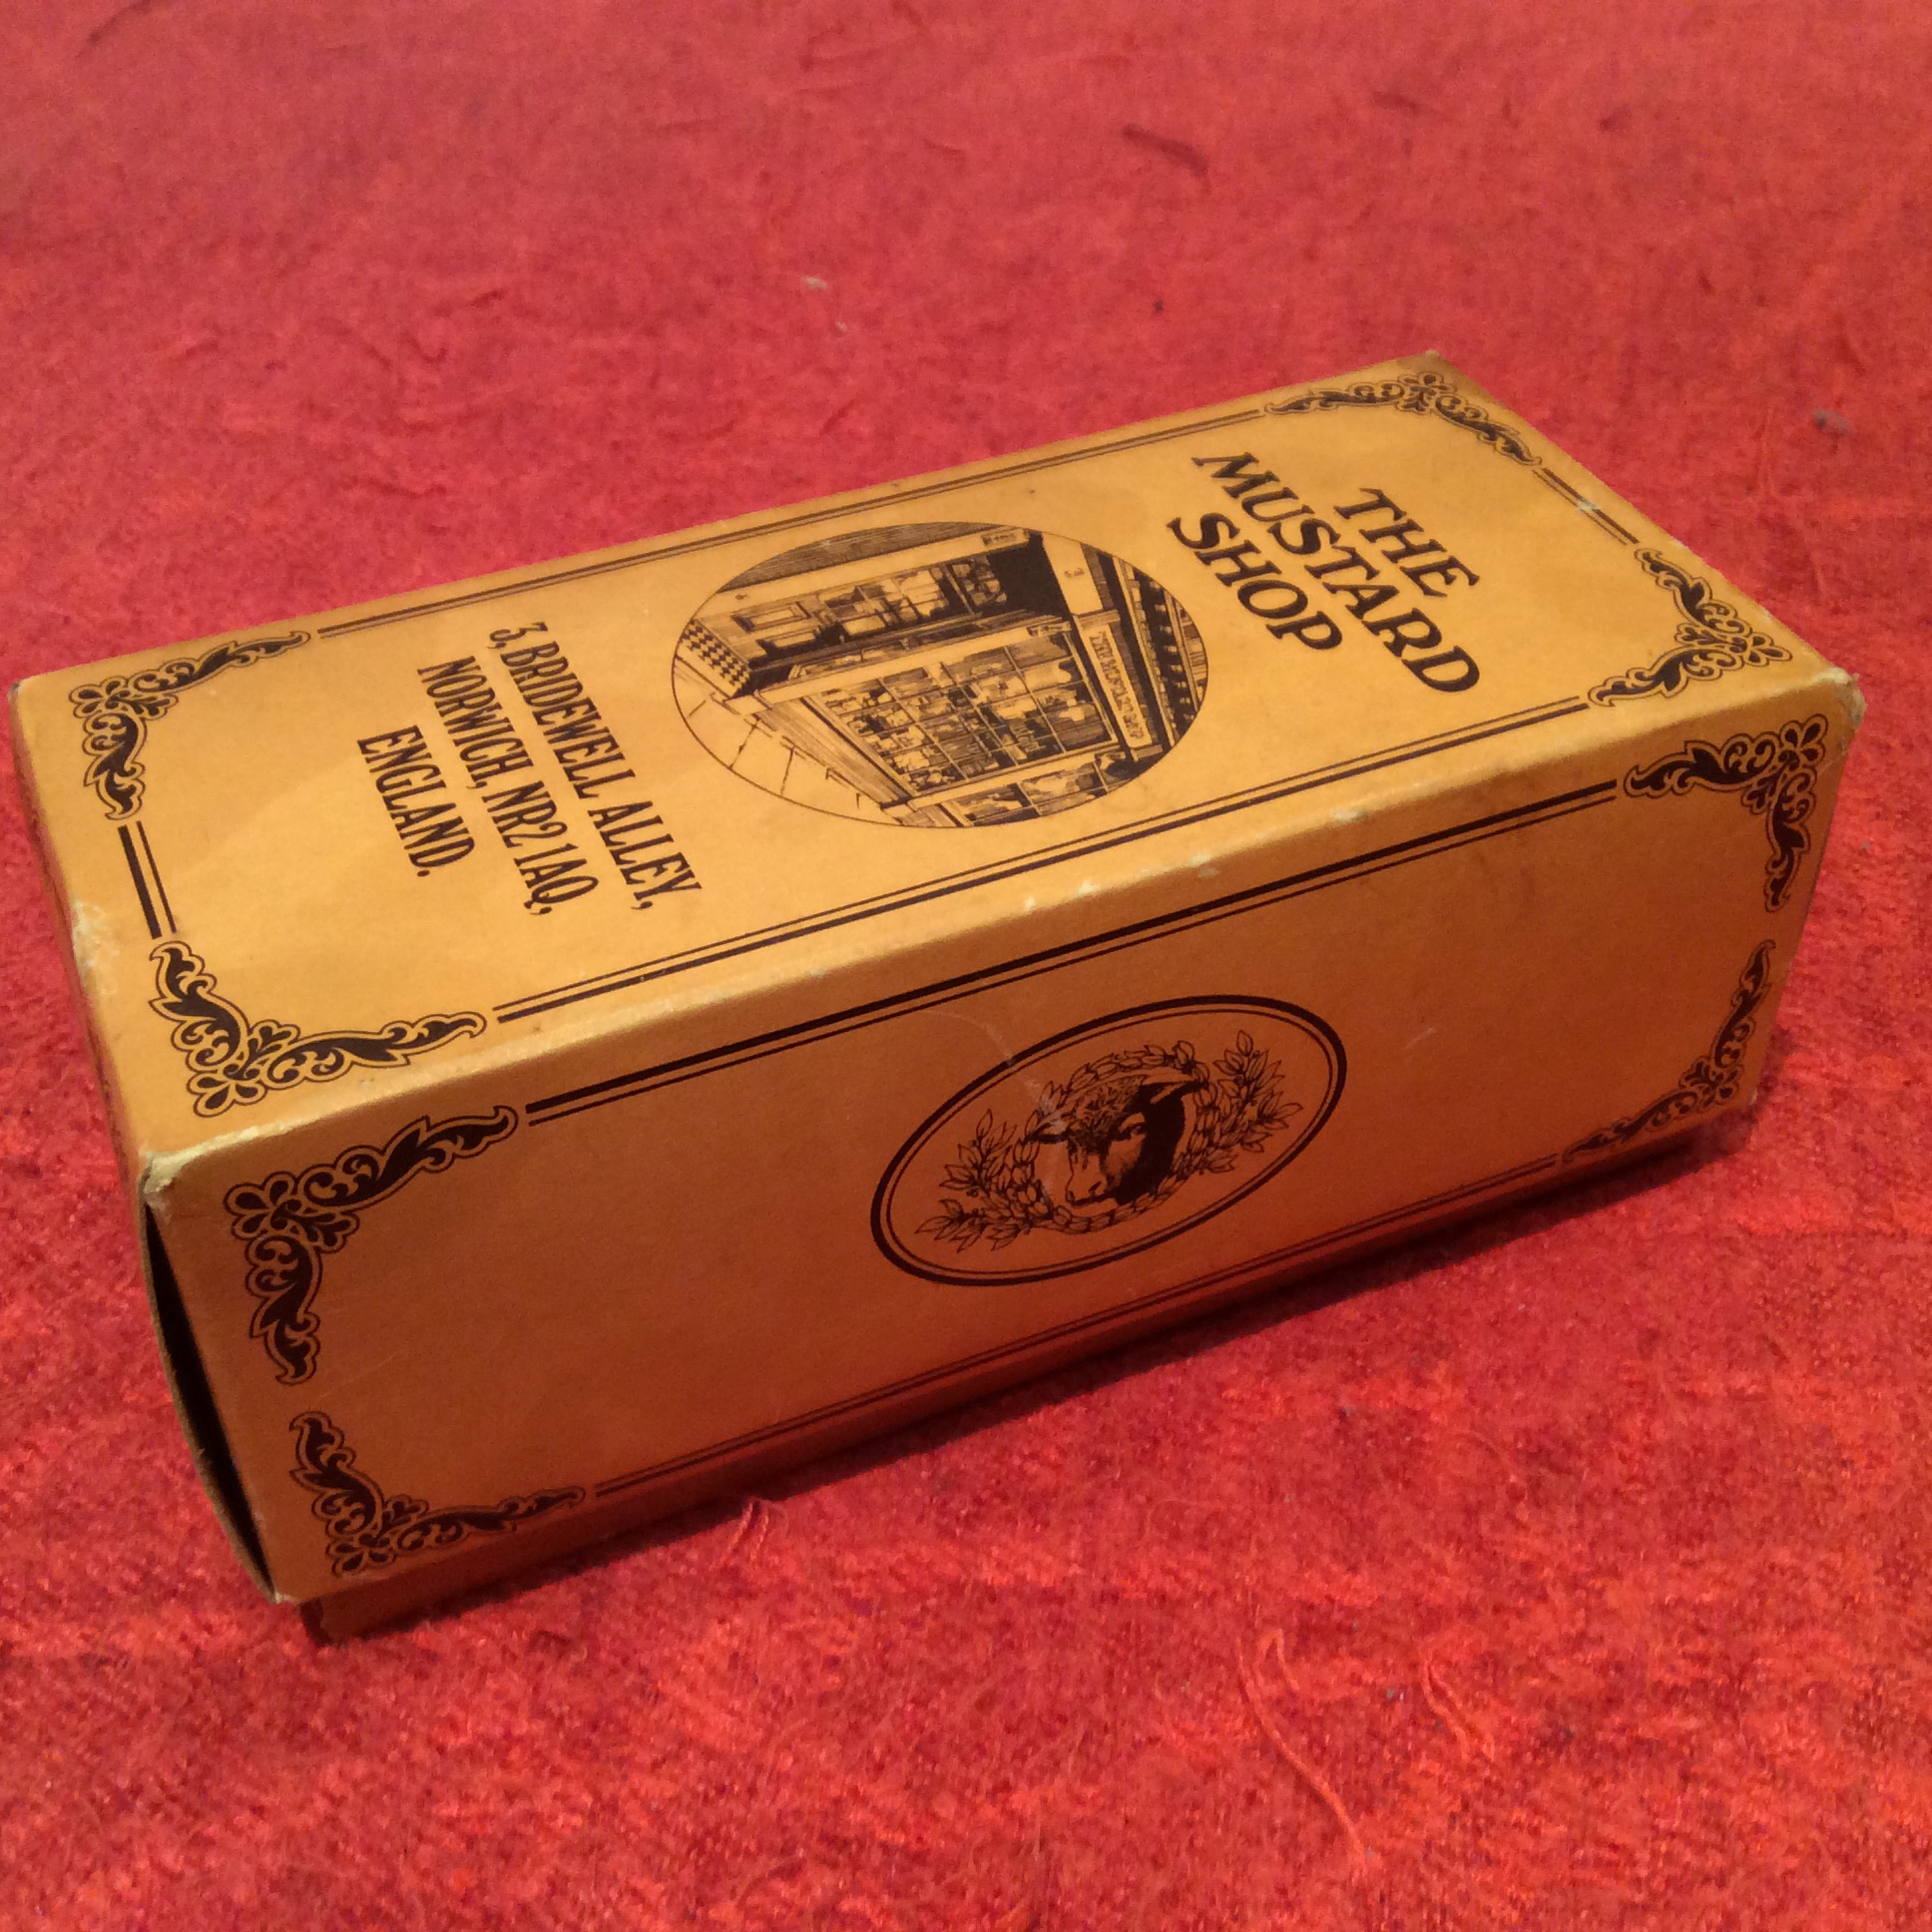 THE
MUSTARD
SHOP
3, BRIDEWELL ALLEY,
NORWICH, NR2 1AQ,
ENGLAND.